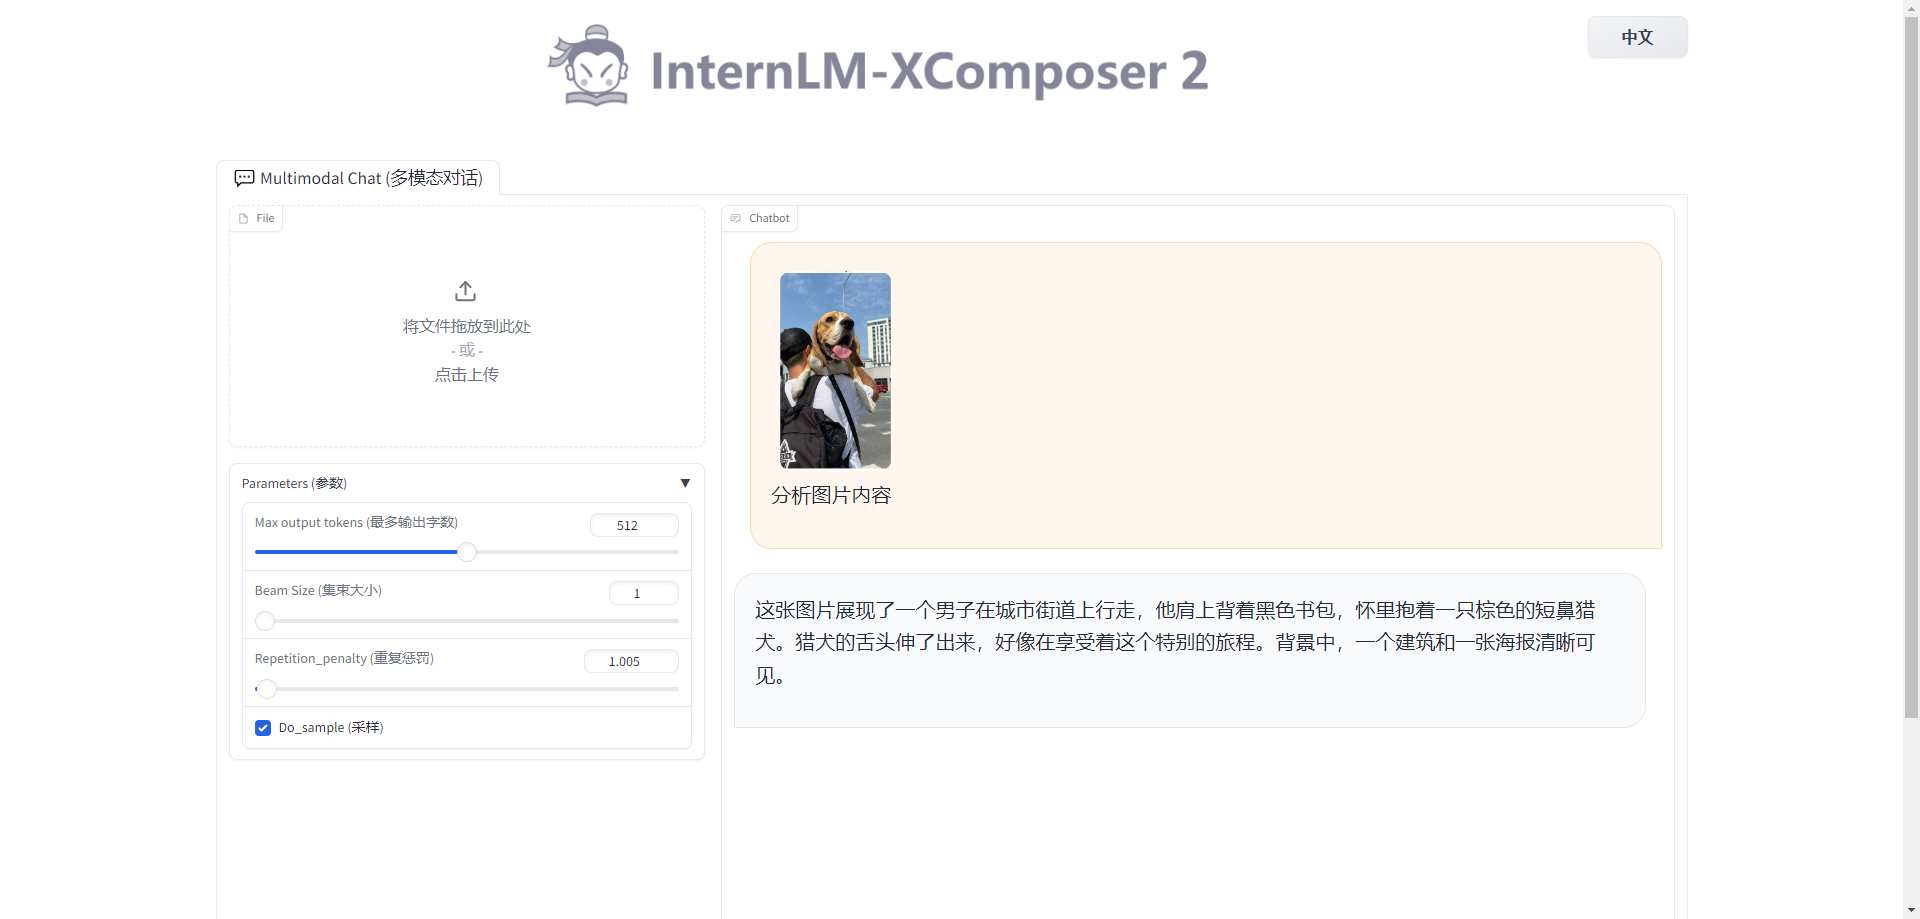 InternLM-XComposer 2
中文
Multimodal Chat (多模态对话)
File
将文件拖放到此处
- 或 -
点击上传
Parameters (参数)
Max output tokens (最多输出字数)
512
Beam Size (集束大小)
1
Repetition_penalty (重复惩罚)
1.005
Do_sample (采样)
Chatbot
分析图片内容
这张图片展现了一个男子在城市街道上行走，他肩上背着黑色书包，怀里抱着一只棕色的短鼻猎
犬。猎犬的舌头伸了出来，好像在享受着这个特别的旅程。背景中，一个建筑和一张海报清晰可
见。